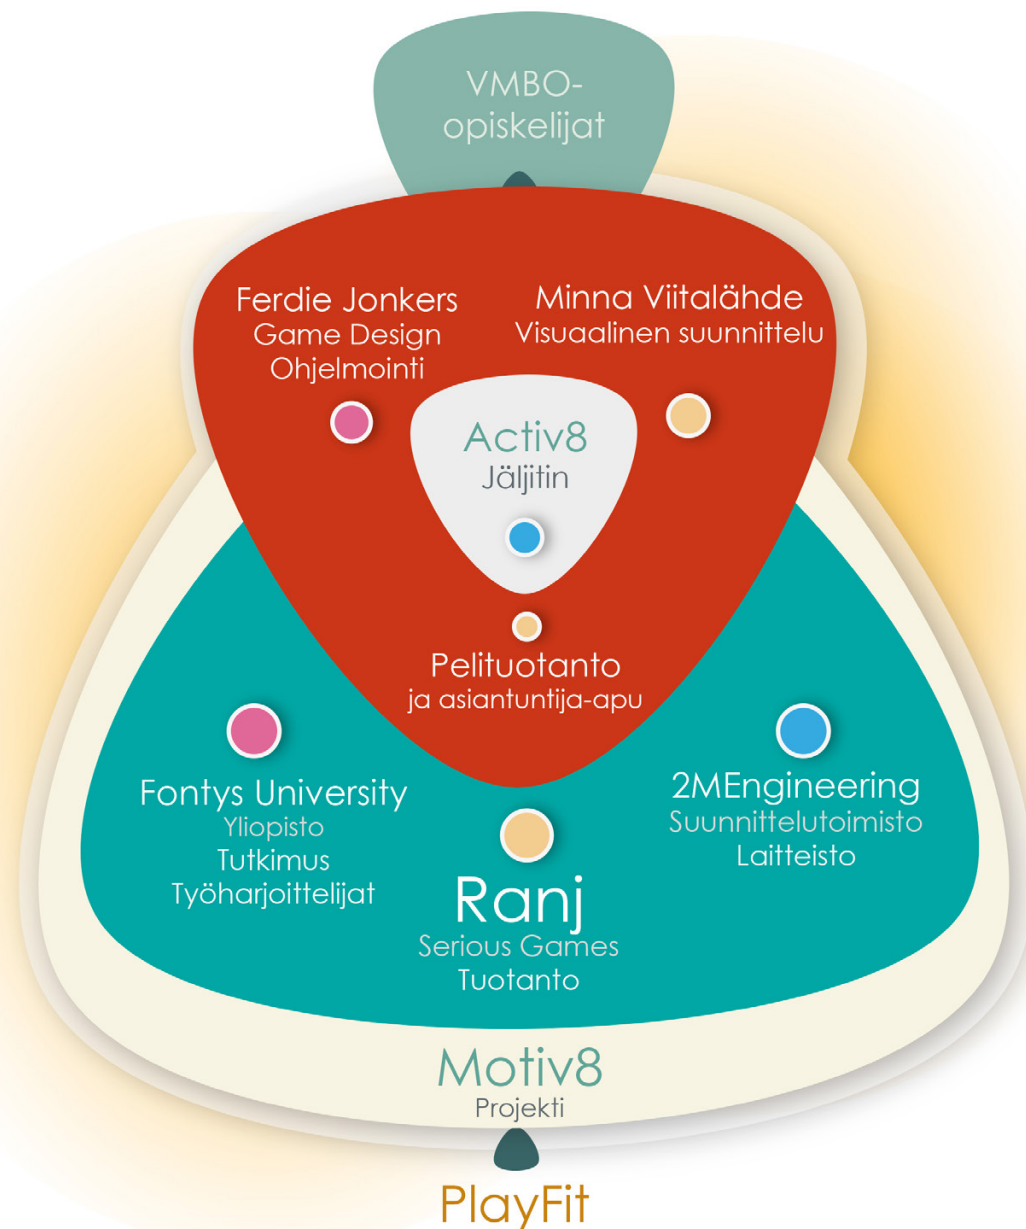 VMBO-
opiskelijat
Ferdie Jonkers
Game Design
Ohjelmointi
Minna Viitalähde
Visuaalinen suunnittelu
Activ8
Jäljitin
Pelituotanto
ja asiantuntija-apu
Fontys University
Yliopisto
Tutkimus
Työharjoittelijat
2MEngineering
Suunnittelutoimisto
Laitteisto
Ranj
Serious Games
Tuotanto
Motiv8
Projekti
PlayFit